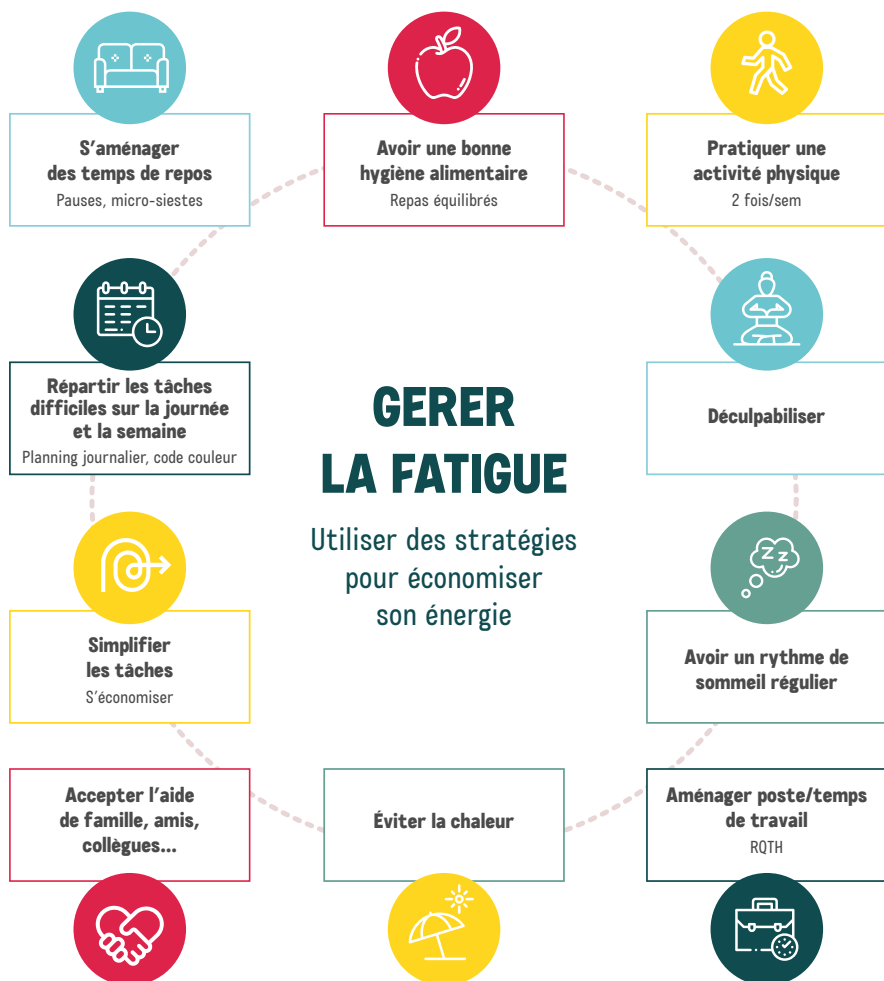 S'aménager
des temps de repos
Pauses, micro-siestes
Avoir une bonne
hygiène alimentaire
Repas équilibrés
Pratiquer une
activité physique
2 fois/sem
Répartir les tâches
difficiles sur la journée
et la semaine
Planning journalier, code couleur
GERER
LA FATIGUE
Utiliser des stratégies
pour économiser
son énergie
Déculpabiliser
Simplifier
les tâches
S'économiser
Z Z
Avoir un rythme de
sommeil régulier
Accepter l'aide
de famille, amis,
collègues...
Éviter la chaleur
Aménager poste/temps
de travail
RQTH